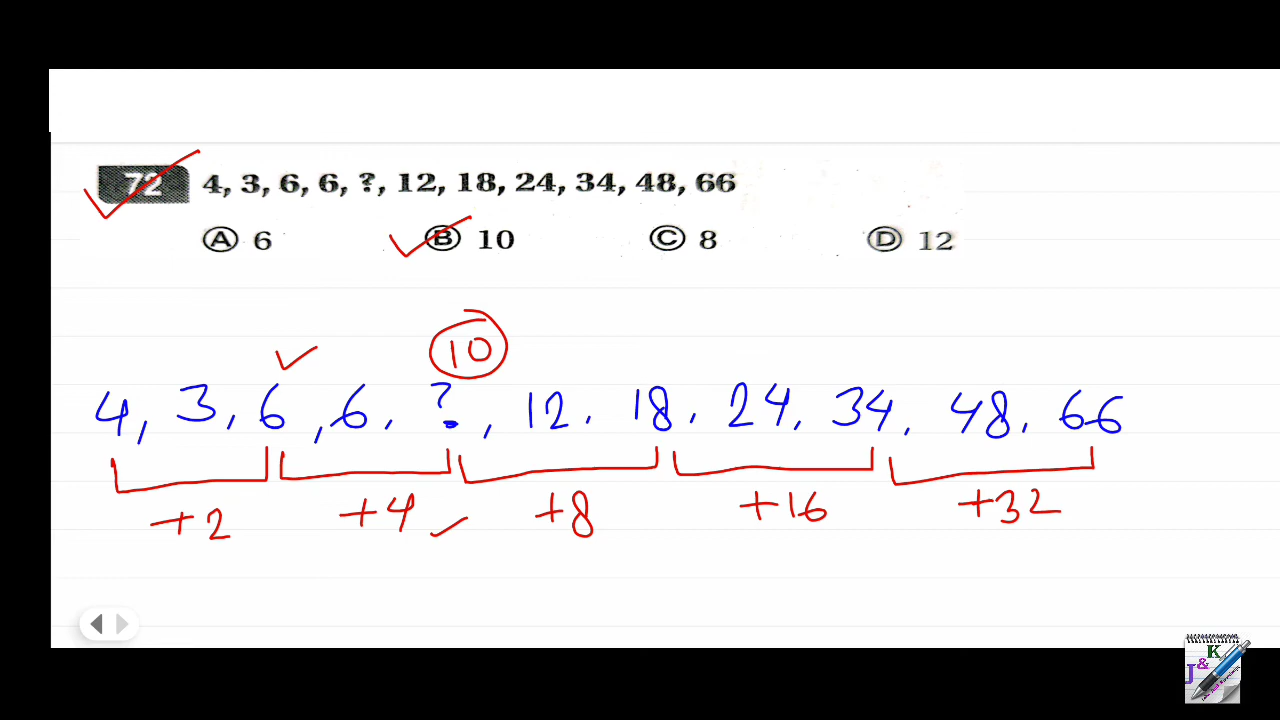 72 4, 3, 6, 6, ?, 12, 18, 24, 34, 48, 66
A 6 B 10 C 8 D 12
10
4, 3, 6, 6, ?, 12, 18, 24, 34, 48, 66
+2 +4 +8 +16 +32
J&K